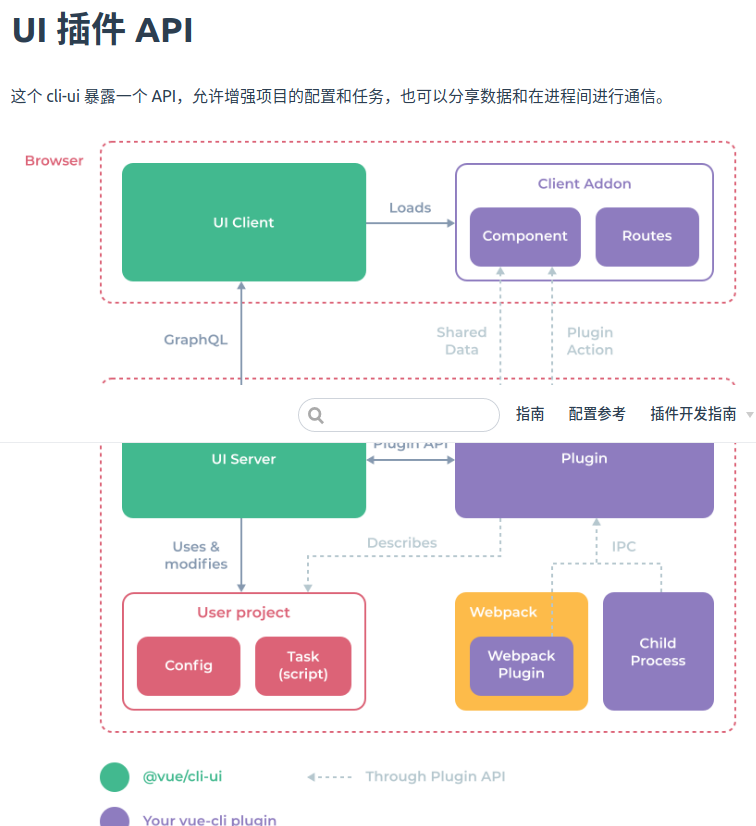 UI 插件 API
这个 cli-ui 暴露一个 API，允许增强项目的配置和任务，也可以分享数据和在进程间进行通信。
Browser
UI Client
Loads
Client Addon
Component
Routes
GraphQL
Shared
Data
Plugin
Action
指南
配置参考
插件开发指南
Plugin API
UI Server
Plugin
Uses &
modifies
Describes
IPC
User project
Config
Task
(script)
Webpack
Webpack
Plugin
Child
Process
@vue/cli-ui
Through Plugin API
Your vue-cli plugin